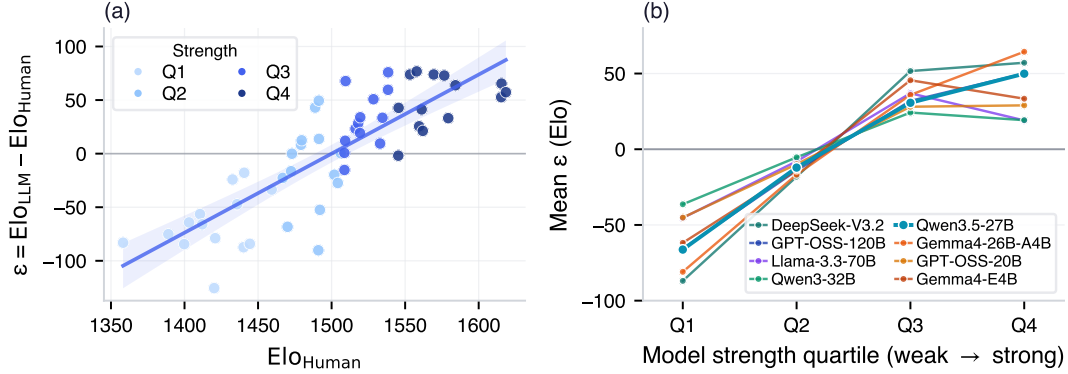 (a)
ε = Elo_LLM − Elo_Human
100
50
0
−50
−100
Strength
Q1
Q2
Q3
Q4
1350
1400
1450
1500
1550
1600
Elo_Human
(b)
Mean ε (Elo)
50
0
−50
−100
DeepSeek-V3.2
GPT-OSS-120B
Llama-3.3-70B
Qwen3-32B
Qwen3.5-27B
Gemma4-26B-A4B
GPT-OSS-20B
Gemma4-E4B
Q1
Q2
Q3
Q4
Model strength quartile (weak → strong)